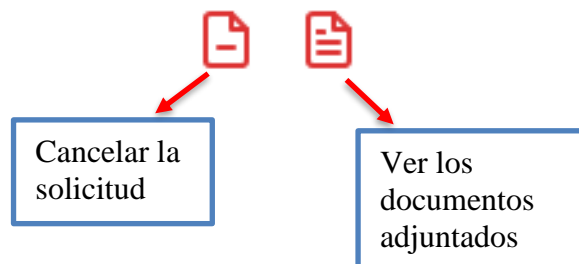 Cancelar la
solicitud
Ver los
documentos
adjuntados